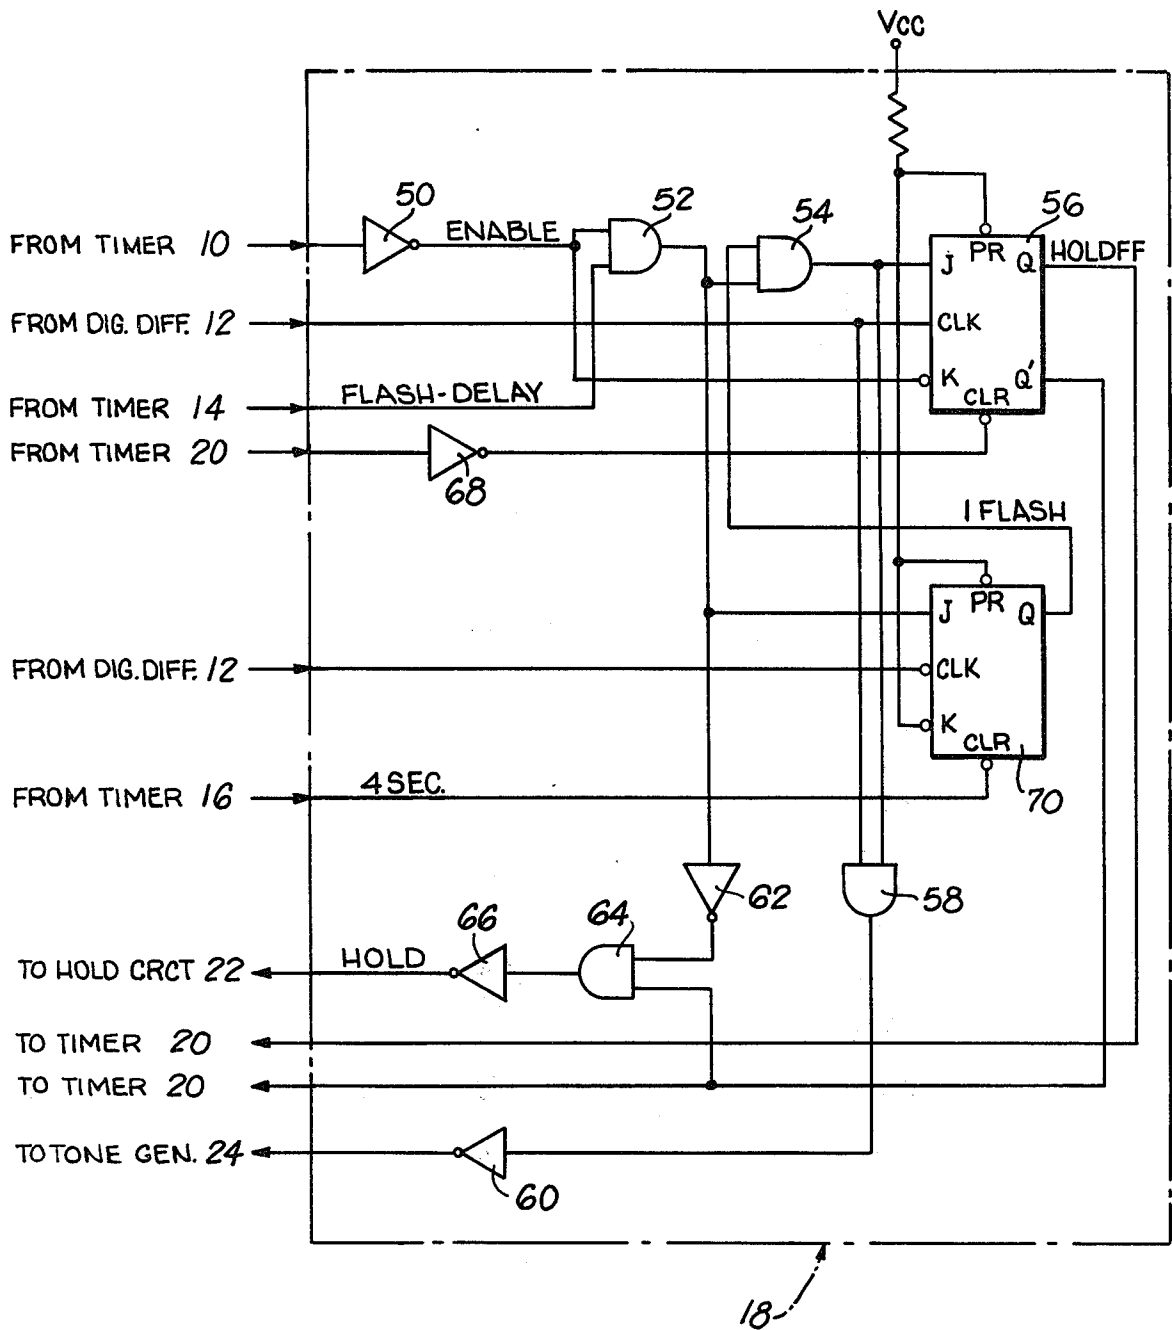 VCC
50
52
54
56
FROM TIMER 10
ENABLE
PR
HOLDFF
J
Q
FROM DIG. DIFF. 12
CLK
K
Q'
FLASH-DELAY
CLR
FROM TIMER 14
FROM TIMER 20
68
1 FLASH
J
PR
Q
FROM DIG. DIFF. 12
CLK
K
CLR
4 SEC.
FROM TIMER 16
70
62
58
66
64
TO HOLD CRCT 22
HOLD
TO TIMER 20
TO TIMER 20
TO TONE GEN. 24
60
18